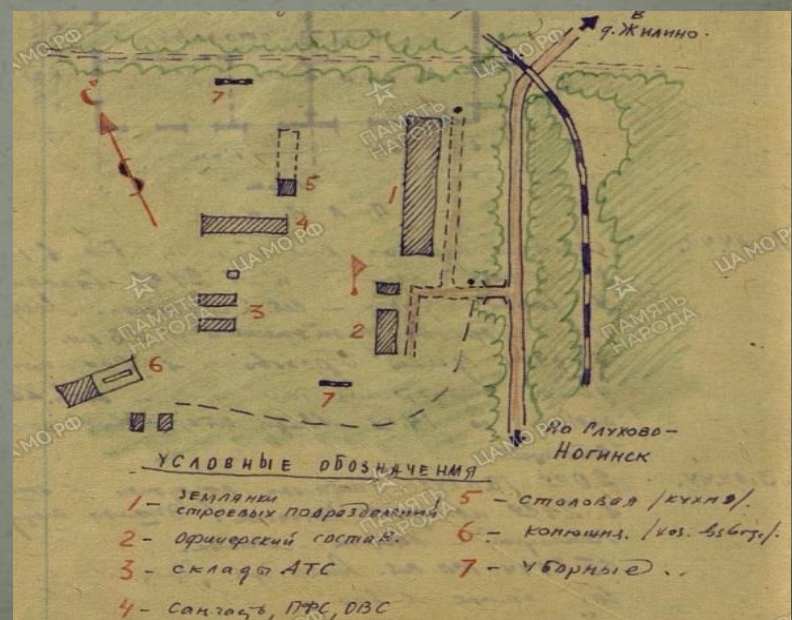 в
д. Жилино.
С
7
5
1
4
3
2
6
7
На Глухово-
Ногинск
УСЛОВНЫЕ ОБОЗНАЧЕНИЯ
1 - Землянки
строевых подразделений
2 - Офицерский состав.
3 - склады АТС
4 - Санчасть, ПФС, ОВС
5 - столовая /кухня/.
6 - конюшня.
7 - Уборные.
ЦАМО РФ
ПАМЯТЬ
НАРОДА